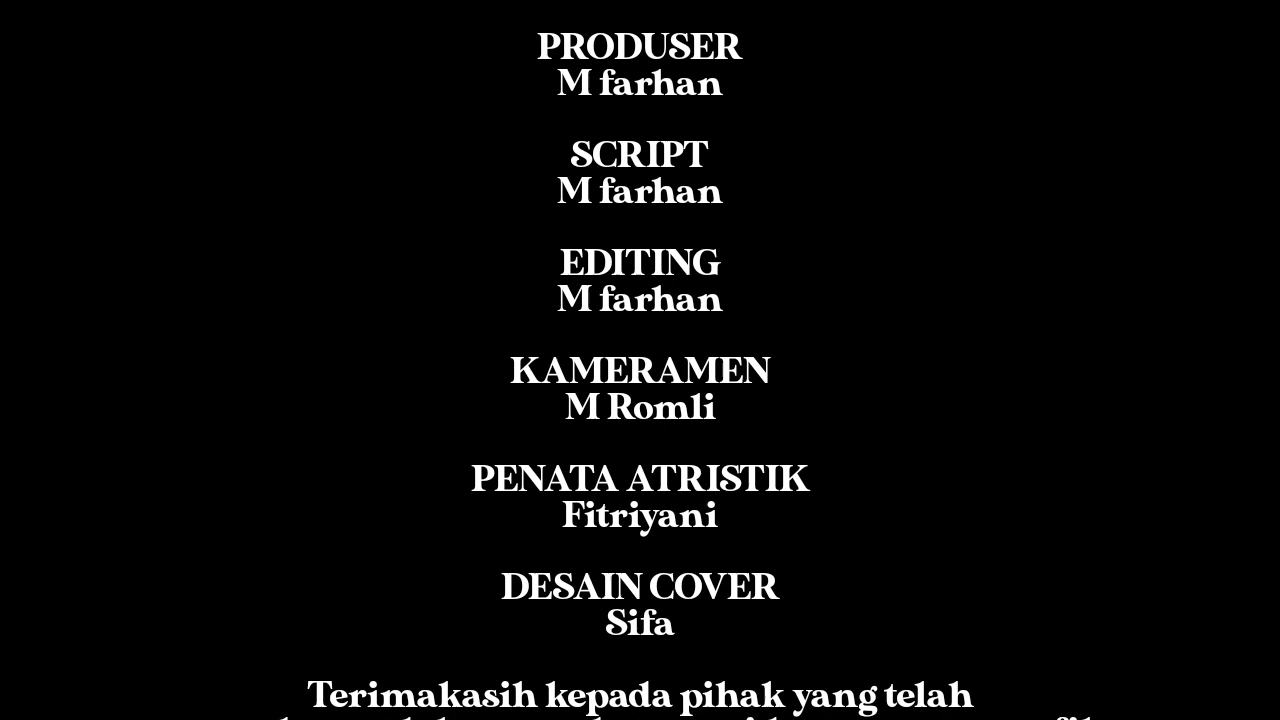 PRODUSER
M farhan
SCRIPT
M farhan
EDITING
M farhan
KAMERAMEN
M Romli
PENATA ATRISTIK
Fitriyani
DESAIN COVER
Sifa
Terimakasih kepada pihak yang telah